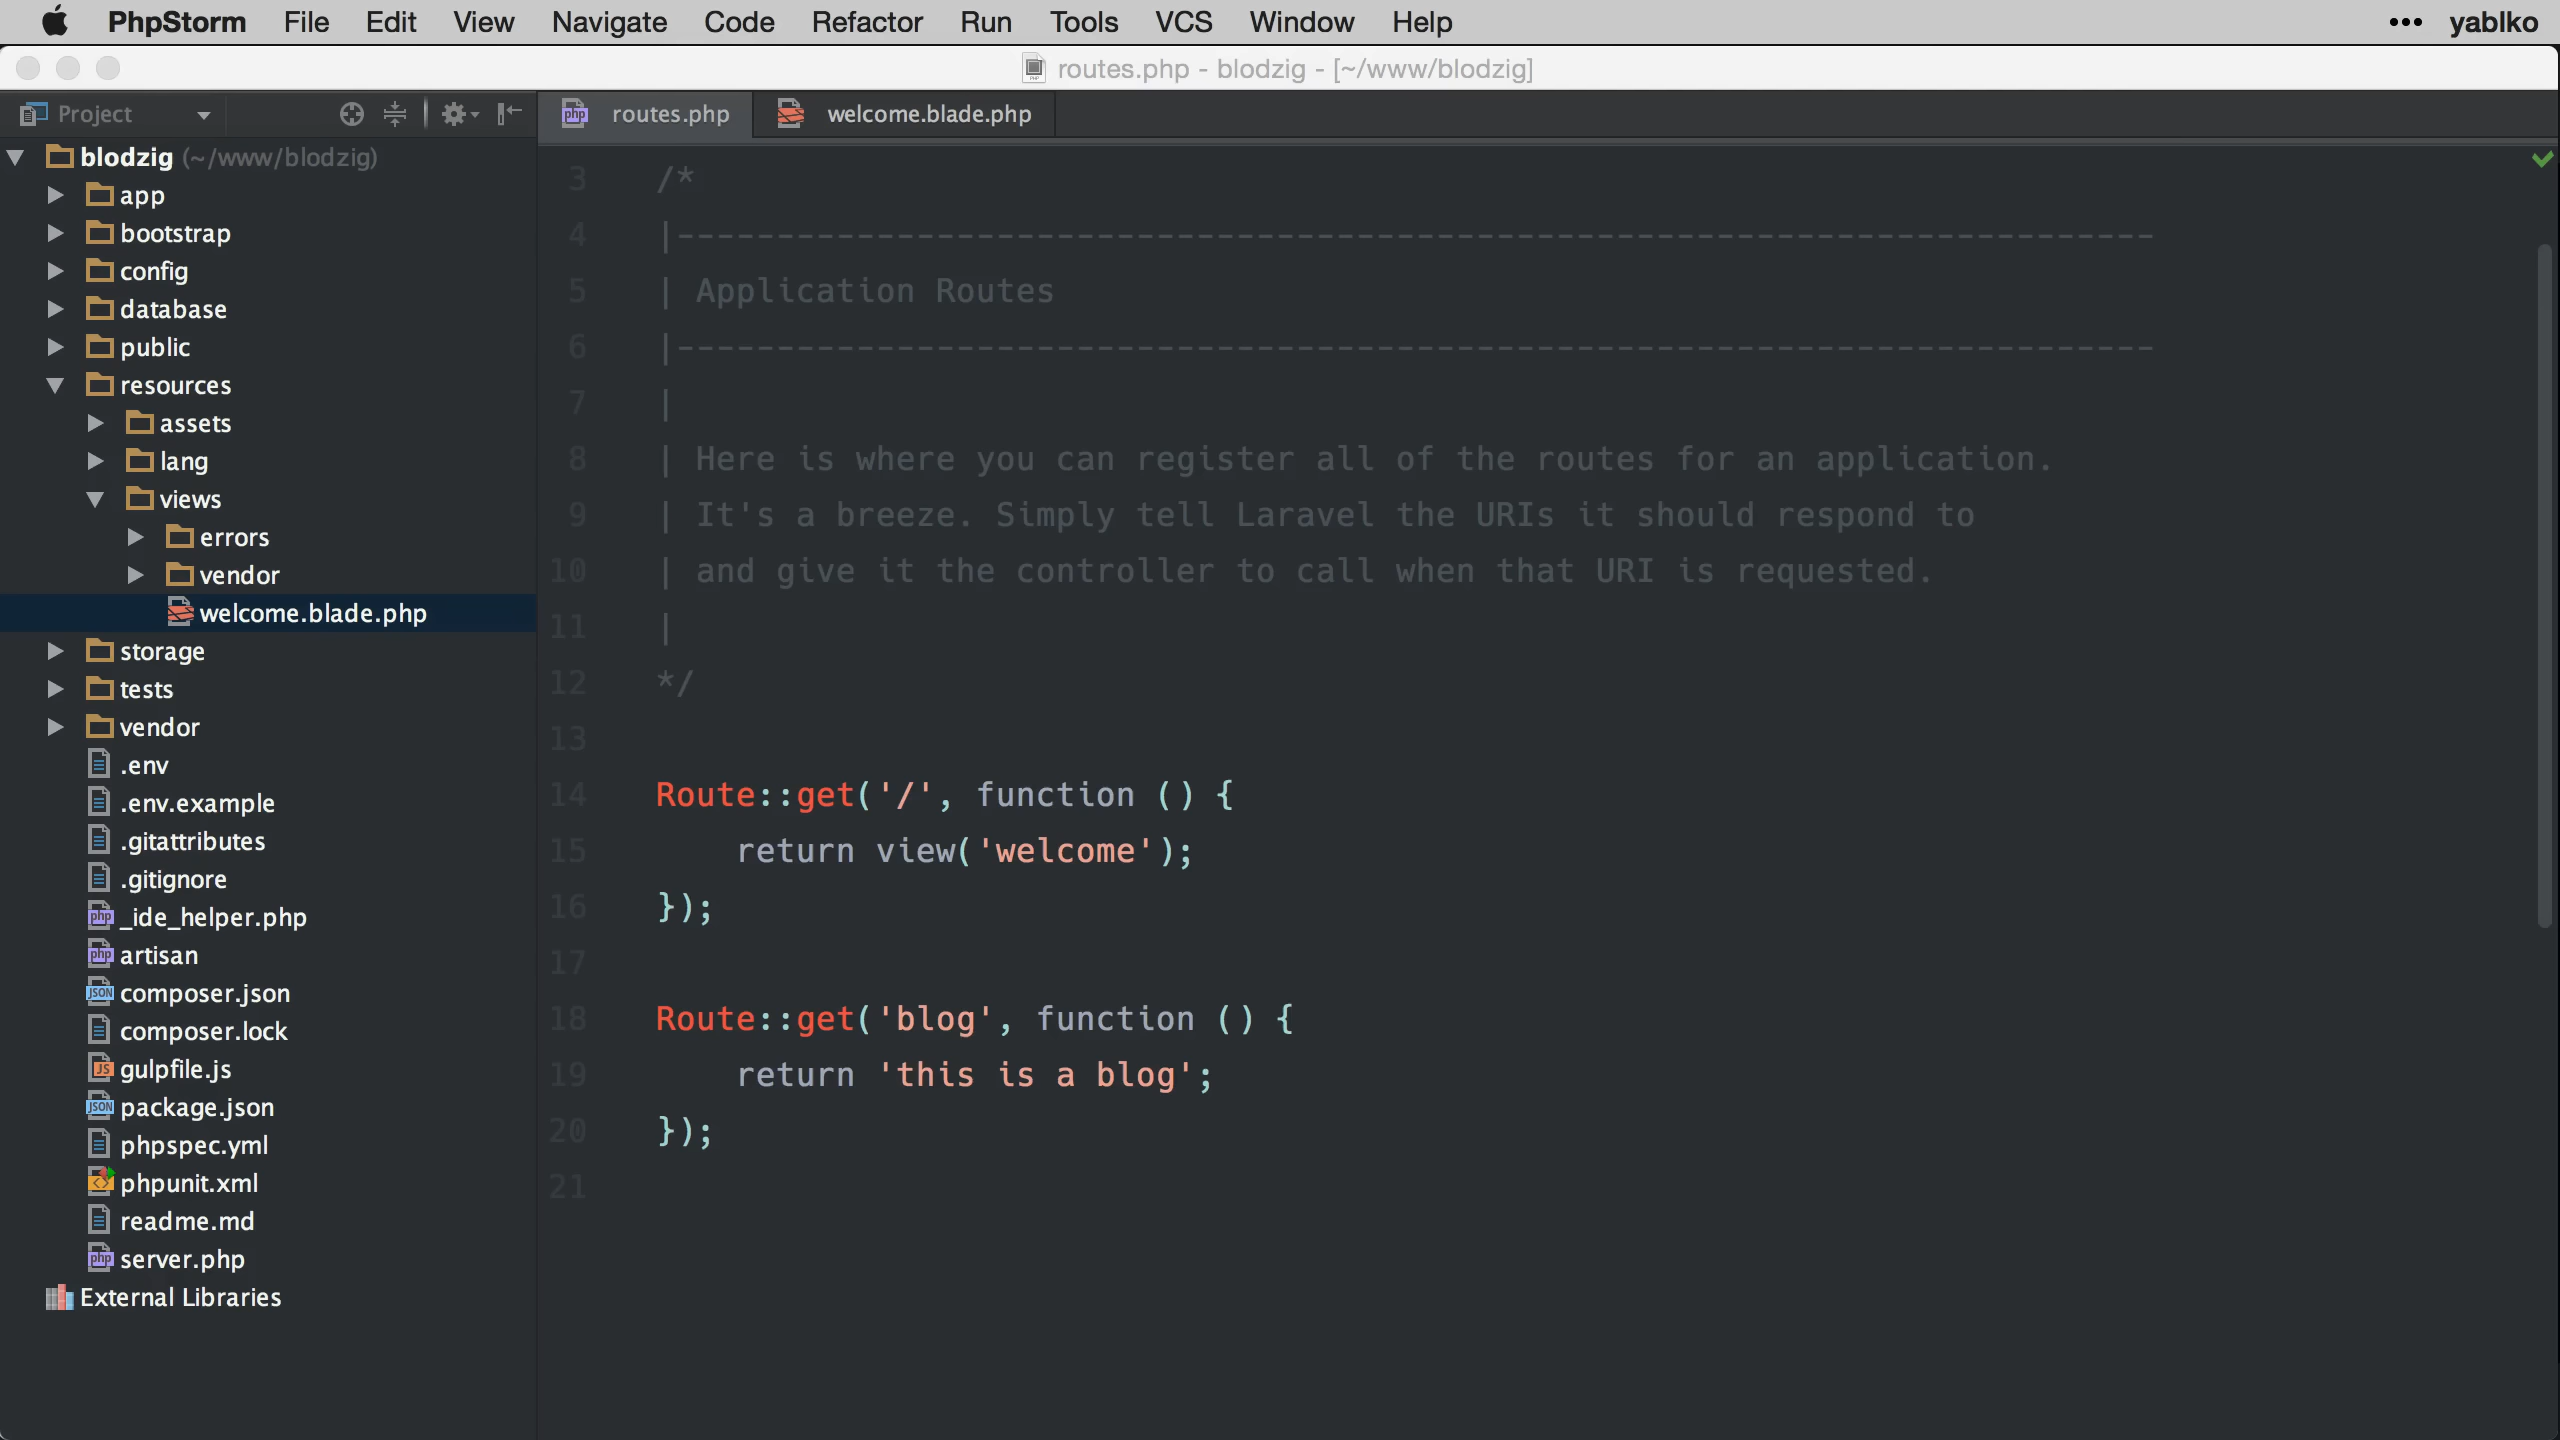 PhpStorm File Edit View Navigate Code Refactor Run Tools VCS Window Help ••• yablko
routes.php - blodzig - [~/www/blodzig]
Project
routes.php
welcome.blade.php
blodzig (~/www/blodzig)
app
bootstrap
config
database
public
resources
assets
lang
views
errors
vendor
welcome.blade.php
storage
tests
vendor
.env
.env.example
.gitattributes
.gitignore
_ide_helper.php
artisan
composer.json
composer.lock
gulpfile.js
package.json
phpspec.yml
phpunit.xml
readme.md
server.php
External Libraries
3 /*
4 |--------------------------------------------------------------------------
5 | Application Routes
6 |--------------------------------------------------------------------------
7 |
8 | Here is where you can register all of the routes for an application.
9 | It's a breeze. Simply tell Laravel the URIs it should respond to
10 | and give it the controller to call when that URI is requested.
11 |
12 */
13
14 Route::get('/', function () {
15     return view('welcome');
16 });
17
18 Route::get('blog', function () {
19     return 'this is a blog';
20 });
21